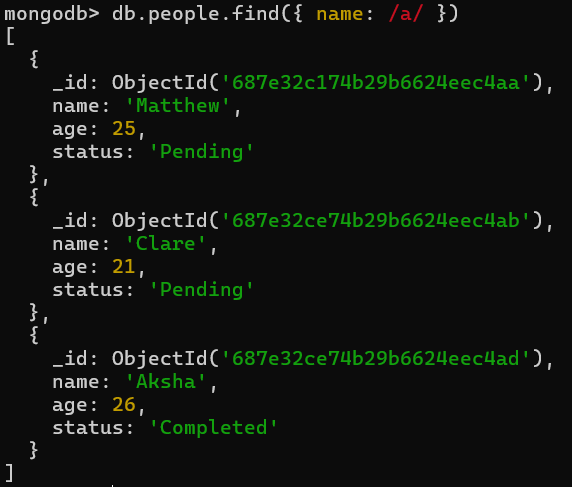 mongodb> db.people.find({ name: /a/ })
[
  {
    _id: ObjectId('687e32c174b29b6624eec4aa'),
    name: 'Matthew',
    age: 25,
    status: 'Pending'
  },
  {
    _id: ObjectId('687e32ce74b29b6624eec4ab'),
    name: 'Clare',
    age: 21,
    status: 'Pending'
  },
  {
    _id: ObjectId('687e32ce74b29b6624eec4ad'),
    name: 'Aksha',
    age: 26,
    status: 'Completed'
  }
]